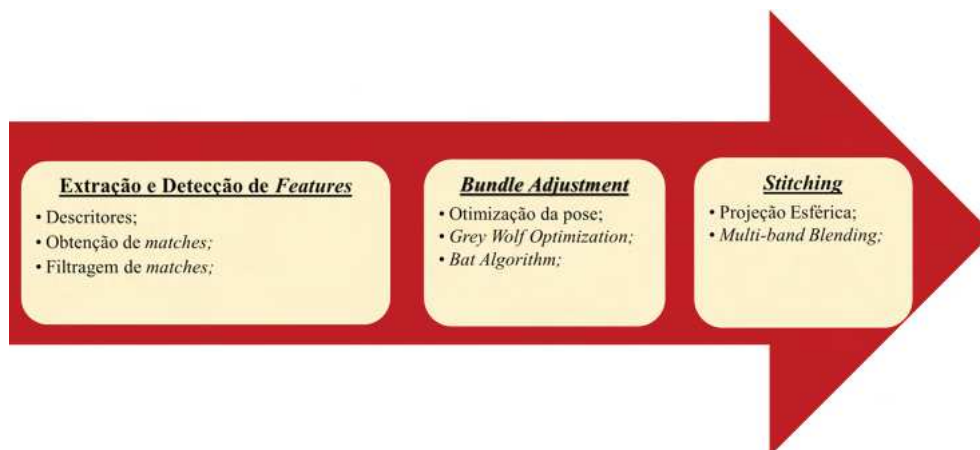 Extração e Detecção de Features
• Descritores;
• Obtenção de matches;
• Filtragem de matches;
Bundle Adjustment
• Otimização da pose;
• Grey Wolf Optimization;
• Bat Algorithm;
Stitching
• Projeção Esférica;
• Multi-band Blending;